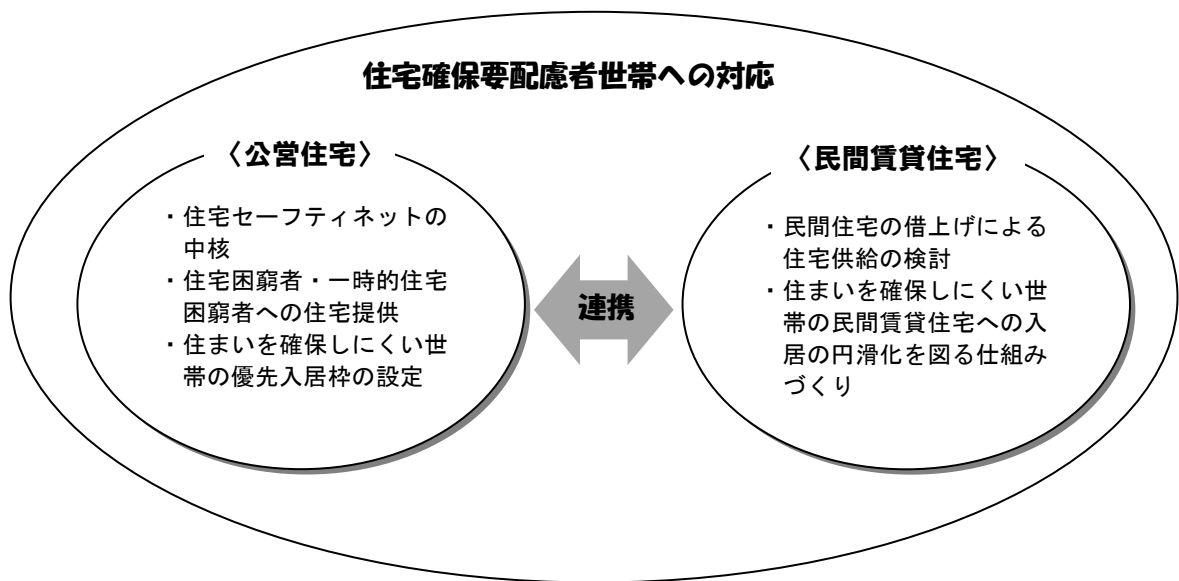 住宅確保要配慮者世帯への対応
〈公営住宅〉
・住宅セーフティネットの
中核
・住宅困窮者・一時的住宅
困窮者への住宅提供
・住まいを確保しにくい世
帯の優先入居枠の設定
連携
〈民間賃貸住宅〉
・民間住宅の借上げによる
住宅供給の検討
・住まいを確保しにくい世
帯の民間賃貸住宅への入
居の円滑化を図る仕組み
づくり